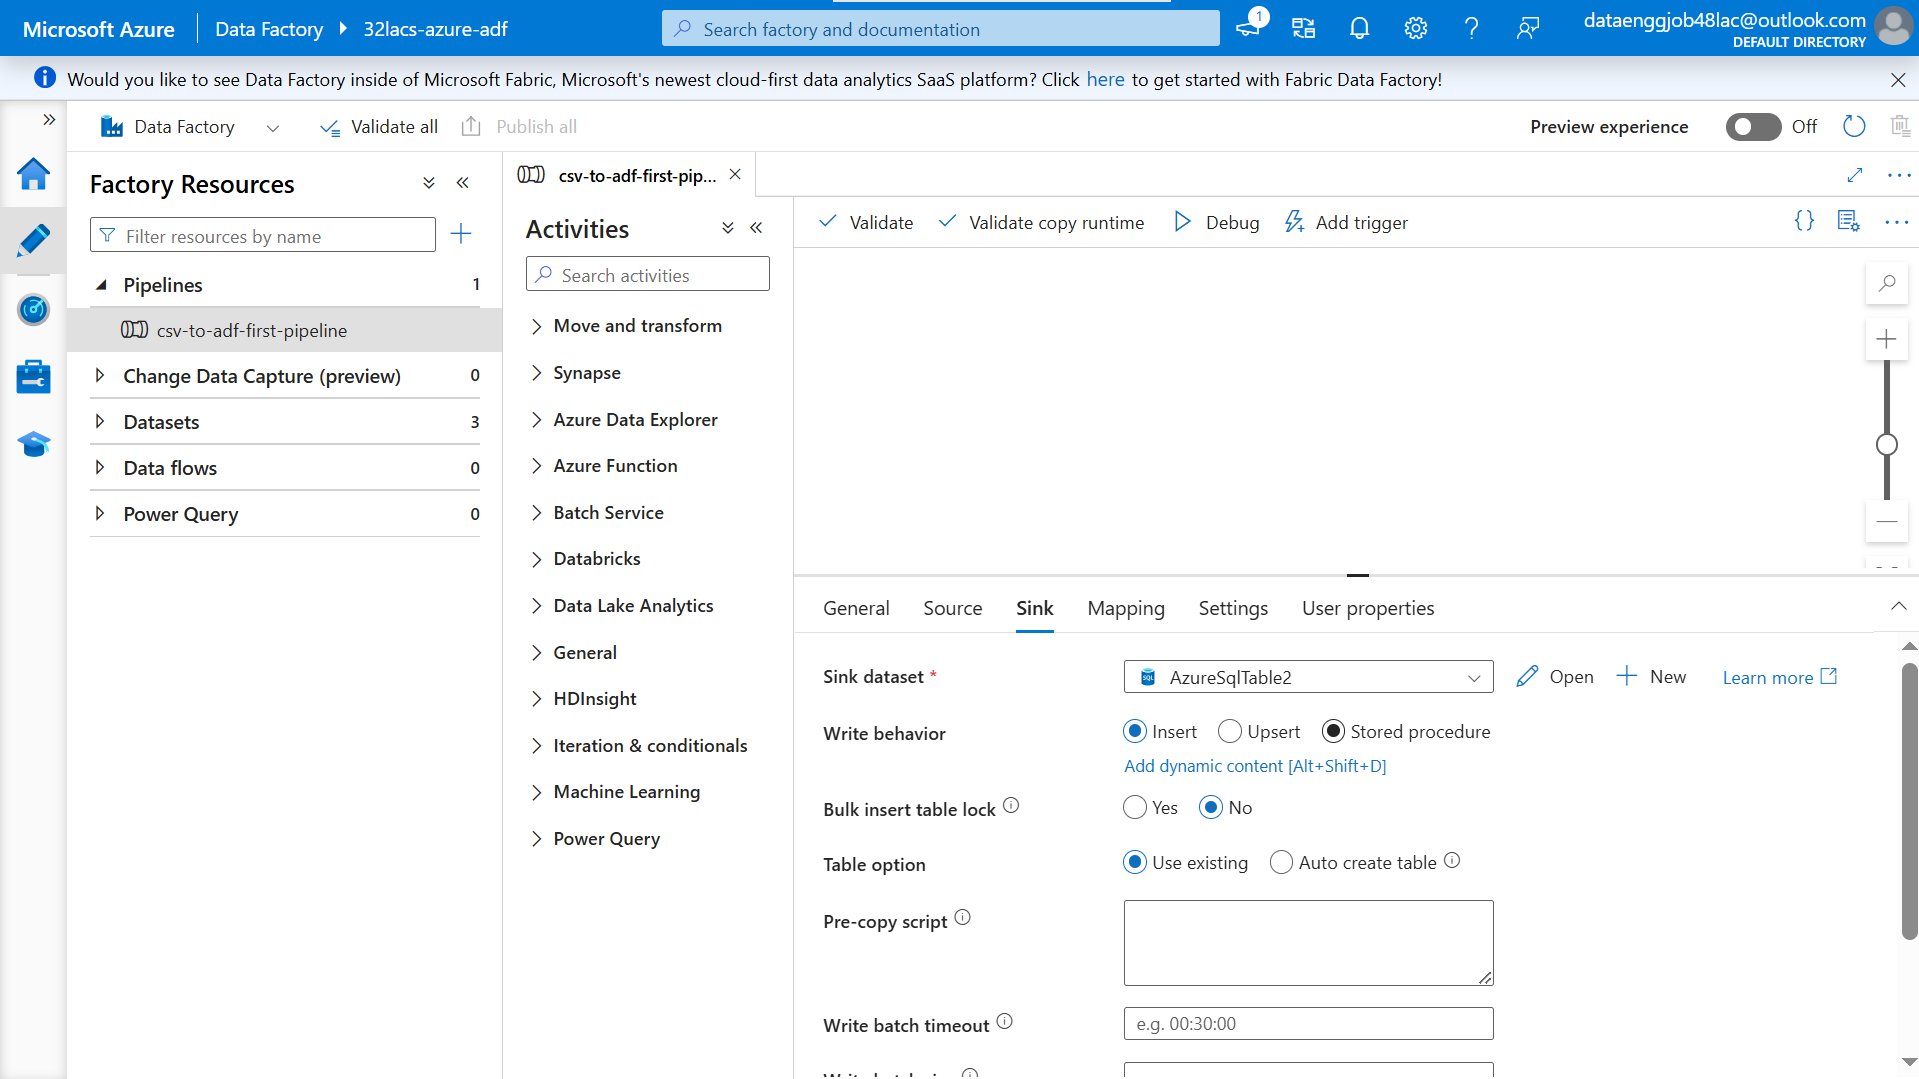 Microsoft Azure
Data Factory
32lacs-azure-adf
Search factory and documentation
1
dataenggjob48lac@outlook.com
DEFAULT DIRECTORY
Would you like to see Data Factory inside of Microsoft Fabric, Microsoft's newest cloud-first data analytics SaaS platform? Click here to get started with Fabric Data Factory!
Data Factory
Validate all
Publish all
Preview experience
Off
Factory Resources
Filter resources by name
Pipelines 1
csv-to-adf-first-pipeline
Change Data Capture (preview) 0
Datasets 3
Data flows 0
Power Query 0
csv-to-adf-first-pip...
Activities
Search activities
Move and transform
Synapse
Azure Data Explorer
Azure Function
Batch Service
Databricks
Data Lake Analytics
General
HDInsight
Iteration & conditionals
Machine Learning
Power Query
Validate
Validate copy runtime
Debug
Add trigger
General
Source
Sink
Mapping
Settings
User properties
Sink dataset *
SQL
AzureSqlTable2
Open
New
Learn more
Write behavior
Insert
Upsert
Stored procedure
Add dynamic content [Alt+Shift+D]
Bulk insert table lock
Yes
No
Table option
Use existing
Auto create table
Pre-copy script
Write batch timeout
e.g. 00:30:00